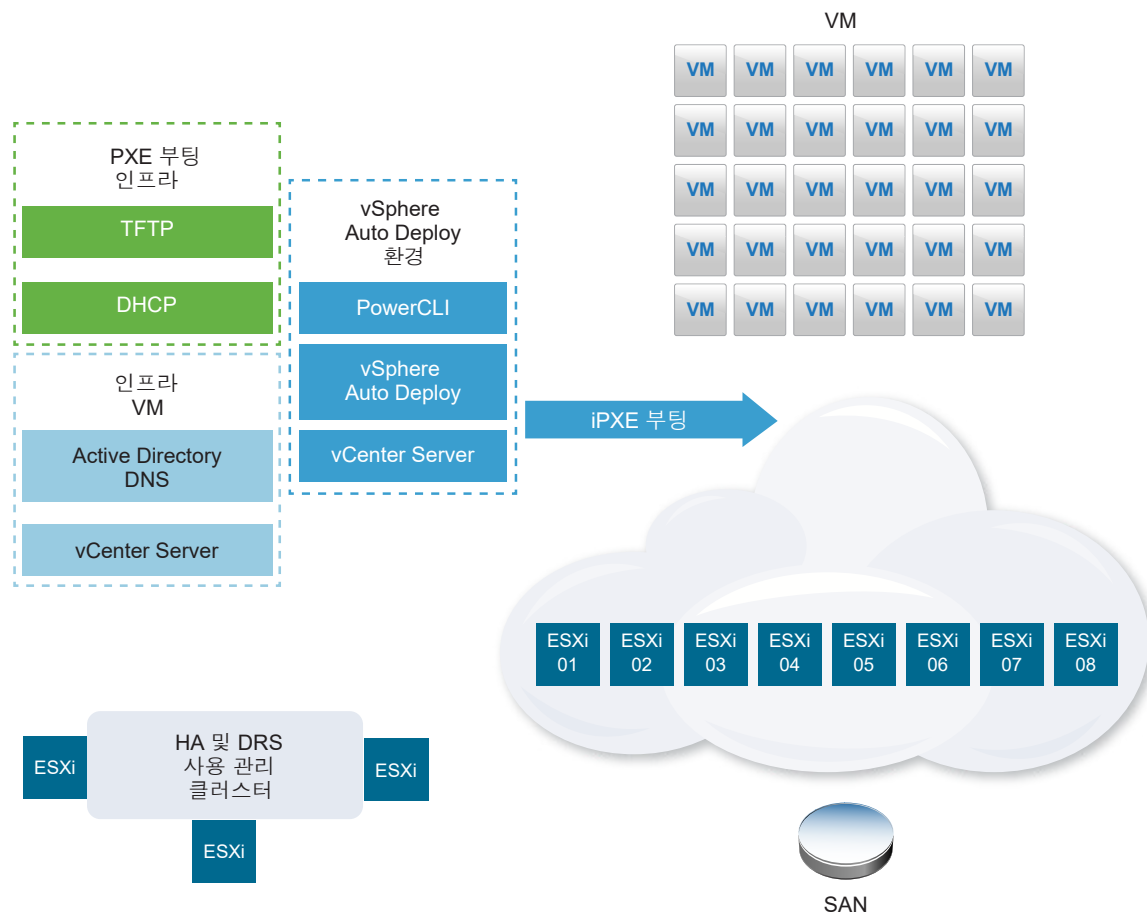 PXE 부팅
인프라
TFTP
DHCP
인프라
VM
Active Directory
DNS
vCenter Server
vSphere
Auto Deploy
환경
PowerCLI
vSphere
Auto Deploy
vCenter Server
iPXE 부팅
VM
VM VM VM VM VM VM
VM VM VM VM VM VM
VM VM VM VM VM VM
VM VM VM VM VM VM
VM VM VM VM VM VM
ESXi 01
ESXi 02
ESXi 03
ESXi 04
ESXi 05
ESXi 06
ESXi 07
ESXi 08
HA 및 DRS
사용 관리
클러스터
ESXi
ESXi
ESXi
SAN